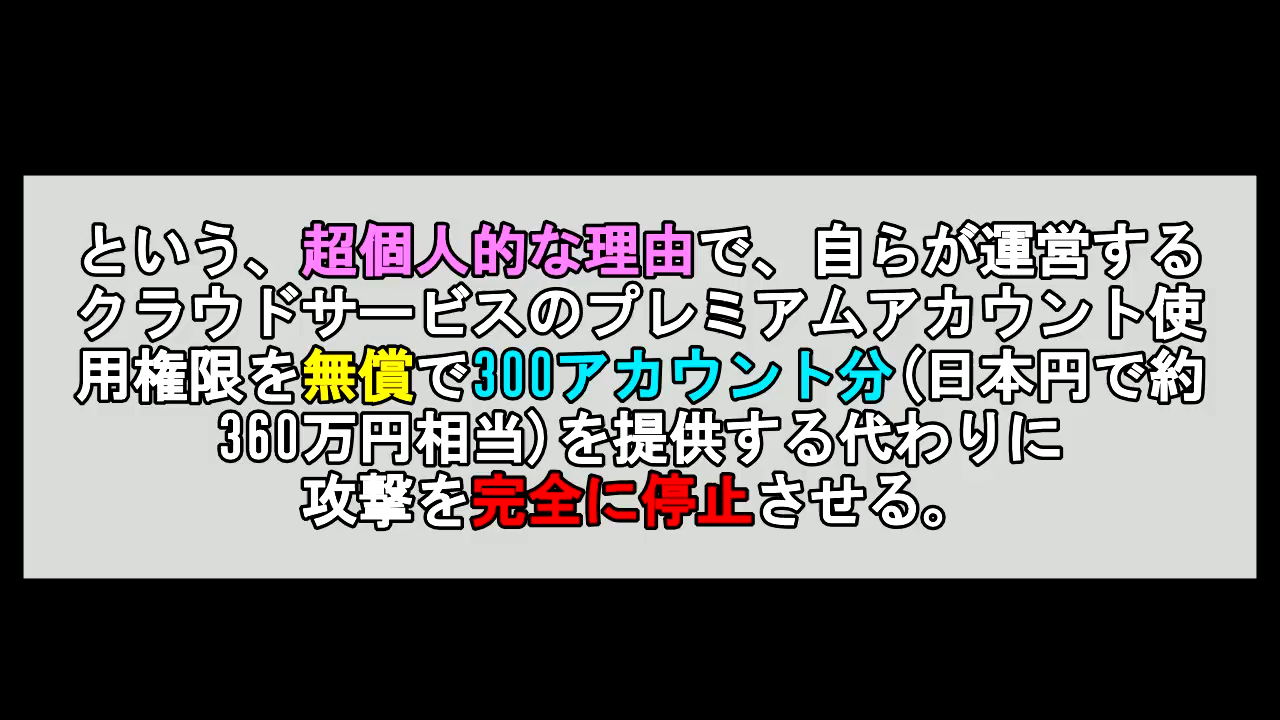 という、超個人的な理由で、自らが運営する
クラウドサービスのプレミアムアカウント使
用権限を無償で300アカウント分(日本円で約
360万円相当)を提供する代わりに
攻撃を完全に停止させる。